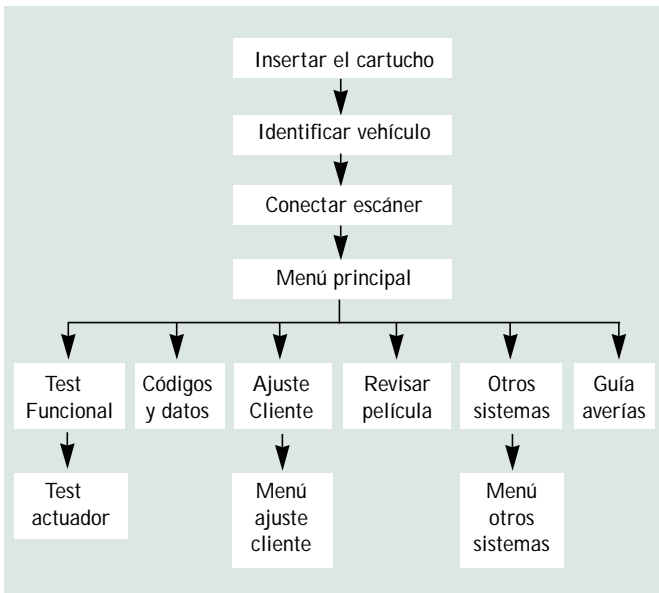 Insertar el cartucho
Identificar vehículo
Conectar escáner
Menú principal
Test
Funcional
Códigos
y datos
Ajuste
Cliente
Revisar
película
Otros
sistemas
Guía
averías
Test
actuador
Menú
ajuste
cliente
Menú
otros
sistemas